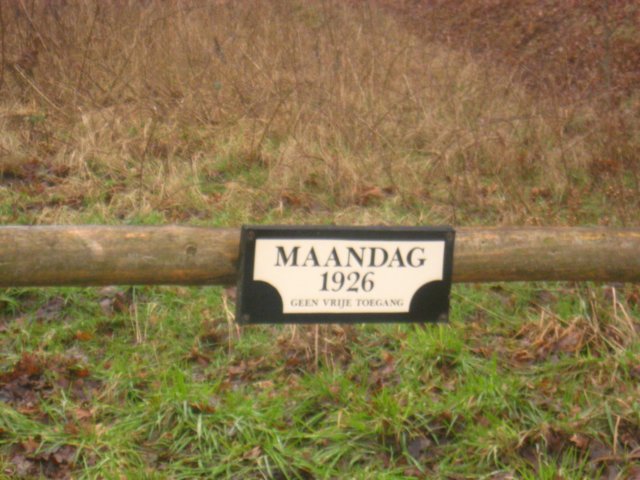 MAANDAG
1926
GEEN VRIJE TOEGANG